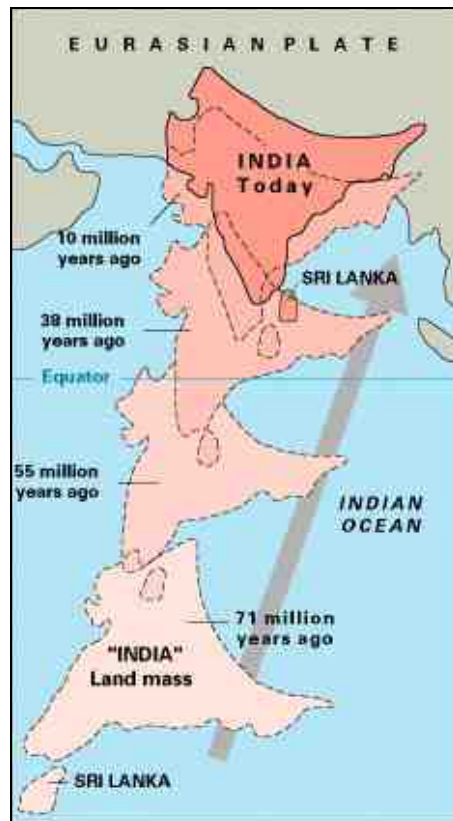 EURASIAN PLATE
INDIA
Today
10 million
years ago
SRI LANKA
38 million
years ago
Equator
55 million
years ago
INDIAN
OCEAN
71 million
years ago
"INDIA"
Land mass
SRI LANKA